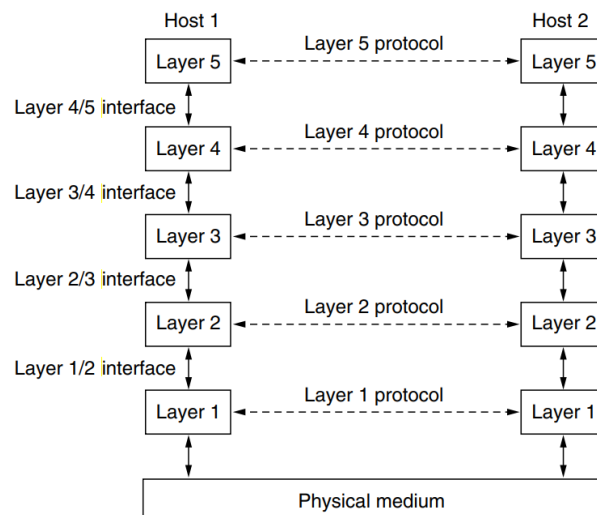 Host 1
Host 2
Layer 5
Layer 5 protocol
Layer 5
Layer 4/5 interface
Layer 4
Layer 4 protocol
Layer 4
Layer 3/4 interface
Layer 3
Layer 3 protocol
Layer 3
Layer 2/3 interface
Layer 2
Layer 2 protocol
Layer 2
Layer 1/2 interface
Layer 1
Layer 1 protocol
Layer 1
Physical medium